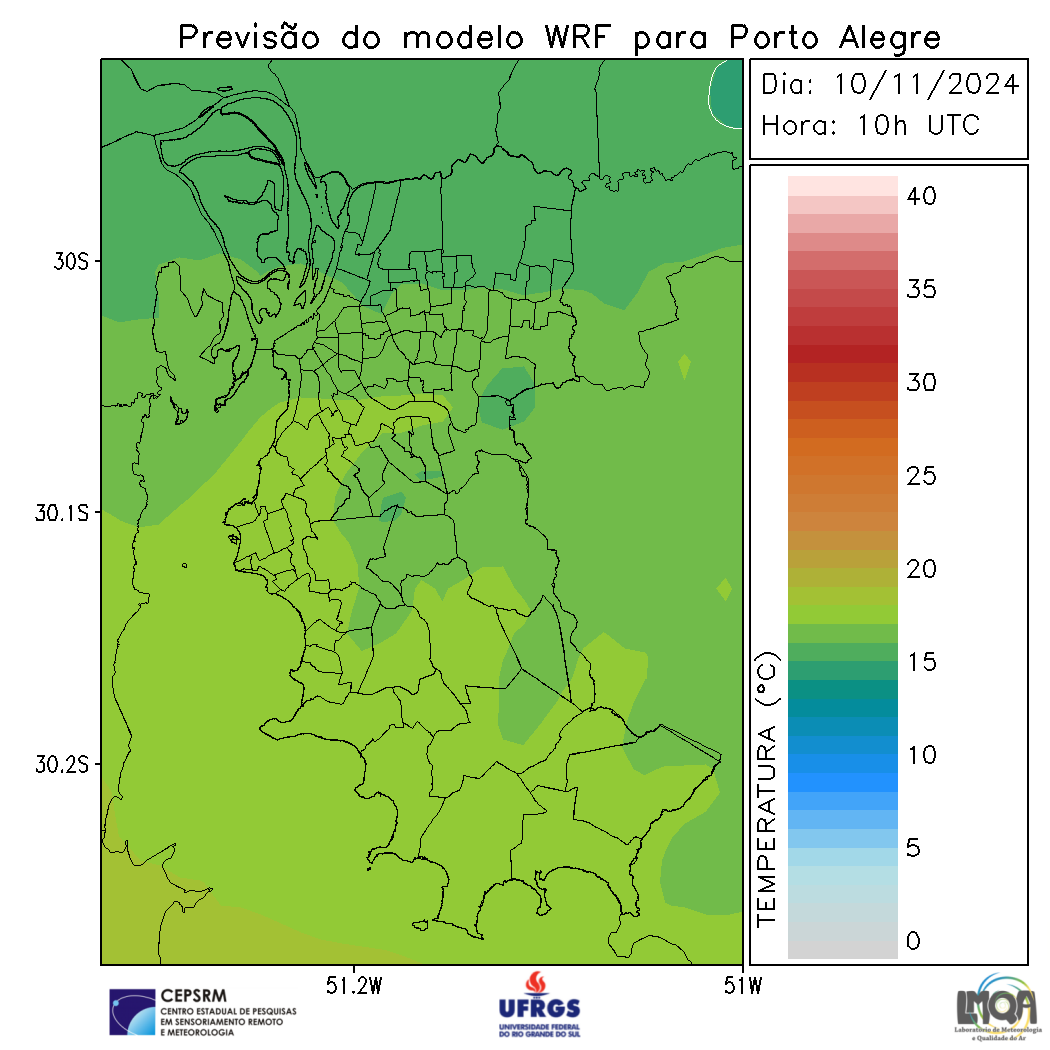 Previsão do modelo WRF para Porto Alegre
Dia: 10/11/2024
Hora: 10h UTC
40
35
30
25
20
15
10
5
0
TEMPERATURA (°C)
30S
30.1S
30.2S
51.2W
51W
CEPSRM
CENTRO ESTADUAL DE PESQUISAS
EM SENSORIAMENTO REMOTO
E METEOROLOGIA
UFRGS
UNIVERSIDADE FEDERAL
DO RIO GRANDE DO SUL
LMQA
Laboratório de Meteorologia
e Qualidade do Ar